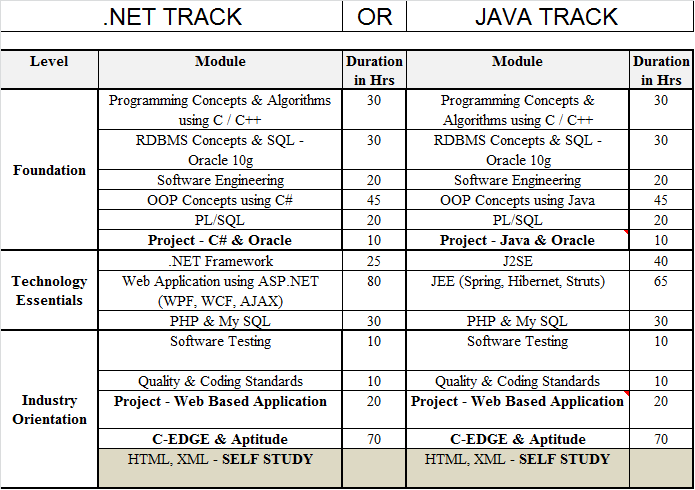 .NET TRACK OR JAVA TRACK
Level Module Duration in Hrs Module Duration in Hrs
Foundation
Programming Concepts & Algorithms using C / C++ 30 Programming Concepts & Algorithms using C / C++ 30
RDBMS Concepts & SQL - Oracle 10g 30 RDBMS Concepts & SQL - Oracle 10g 30
Software Engineering 20 Software Engineering 20
OOP Concepts using C# 45 OOP Concepts using Java 45
PL/SQL 20 PL/SQL 20
Project - C# & Oracle 10 Project - Java & Oracle 10
Technology Essentials
.NET Framework 25 J2SE 40
Web Application using ASP.NET (WPF, WCF, AJAX) 80 JEE (Spring, Hibernet, Struts) 65
PHP & My SQL 30 PHP & My SQL 30
Industry Orientation
Software Testing 10 Software Testing 10
Quality & Coding Standards 10 Quality & Coding Standards 10
Project - Web Based Application 20 Project - Web Based Application 20
C-EDGE & Aptitude 70 C-EDGE & Aptitude 70
HTML, XML - SELF STUDY HTML, XML - SELF STUDY